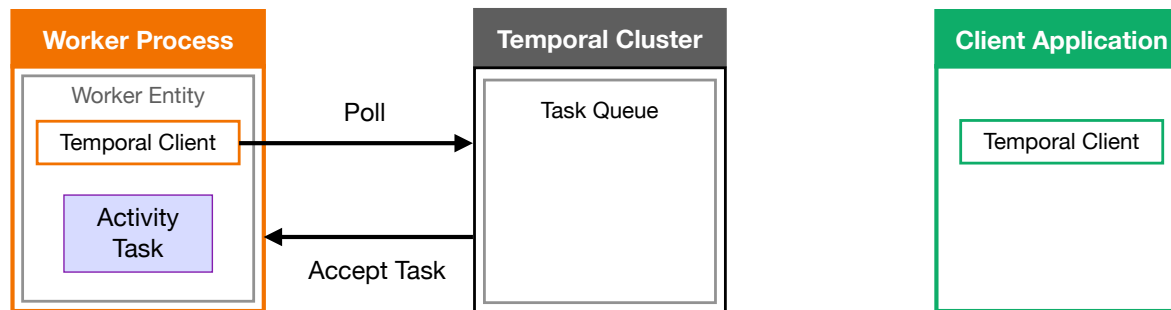 Worker Process
Temporal Cluster
Client Application
Worker Entity
Temporal Client
Poll
Task Queue
Temporal Client
Activity
Task
Accept Task